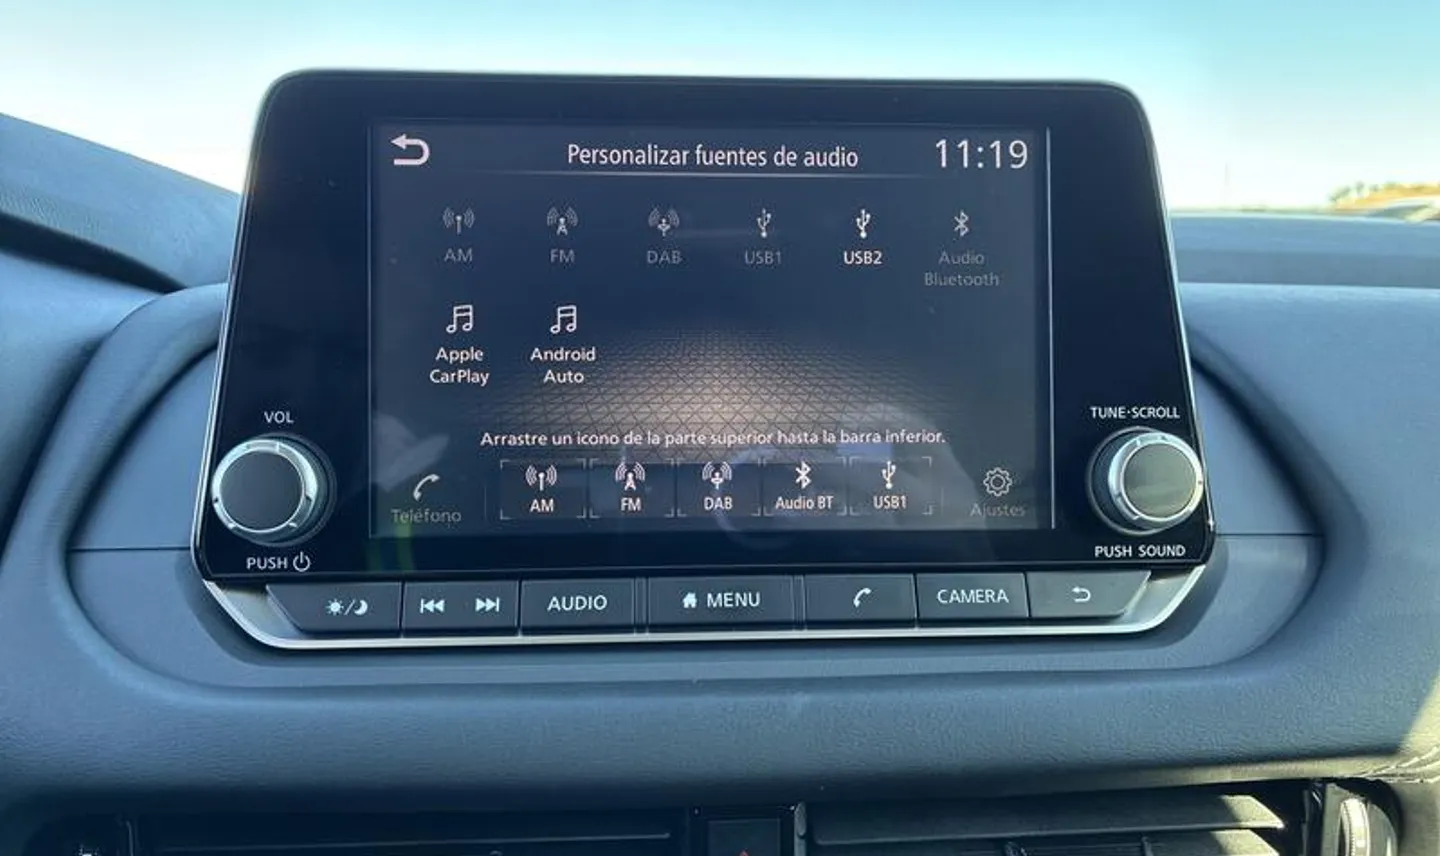 Personalizar fuentes de audio
11:19
AM FM DAB USB1 USB2 Audio
Bluetooth
Apple Android
CarPlay Auto
VOL
TUNE·SCROLL
Arrastre un icono de la parte superior hasta la barra inferior.
Teléfono AM FM DAB Audio BT USB1 Ajustes
PUSH
PUSH SOUND
AUDIO MENU CAMERA